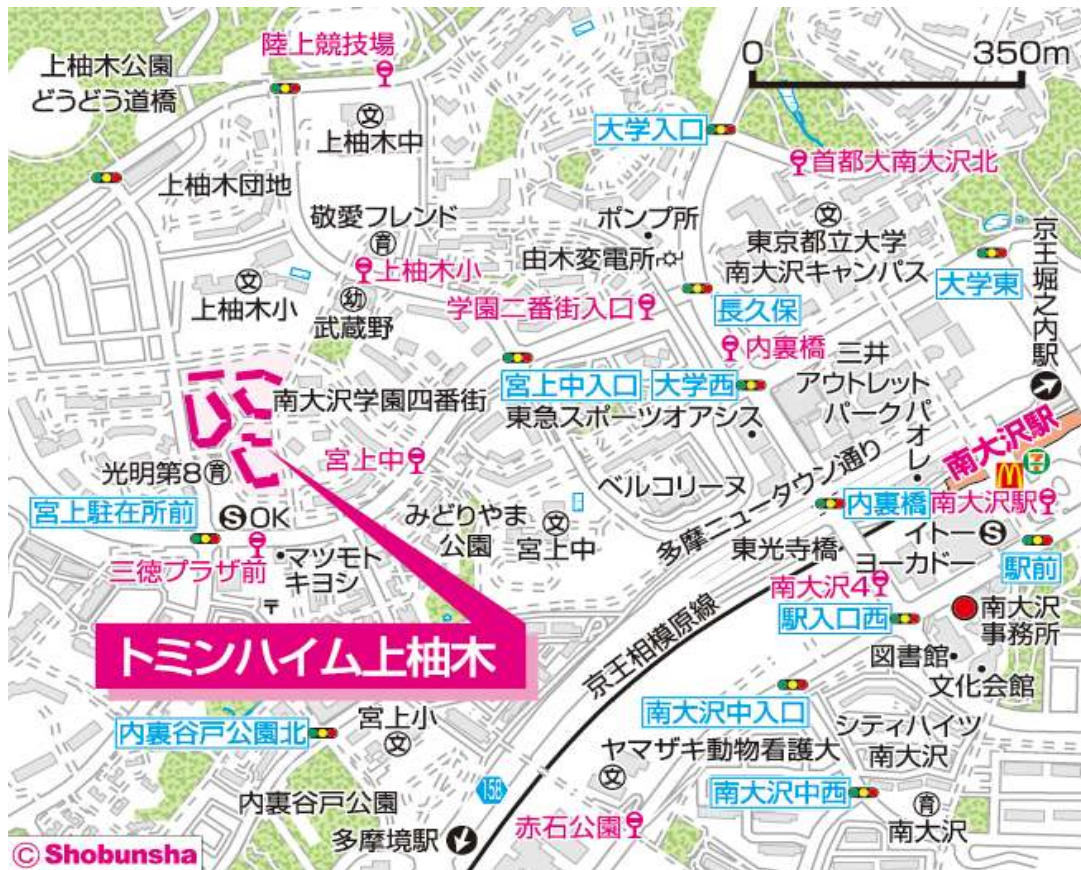 陸上競技場
0 350m
上柚木公園
どうどう道橋
上柚木中
文
大学入口
首都大南大沢北
上柚木団地
敬愛フレンド
育
ポンプ所
文
東京都立大学
南大沢キャンパス
上柚木小
由木変電所
大学東
京王堀之内駅
文
上柚木小
幼
武蔵野
学園二番街入口
長久保
内裏橋
三井
アウトレット
パーク
宮上中入口
大学西
東急スポーツオアシス
パオレ
南大沢学園四番街
南大沢駅
光明第8
育
宮上中
ベルコリーヌ
多摩ニュータウン通り
内裏橋
南大沢駅
M
7
宮上駐在所前
S OK
みどりやま
公園
文
宮上中
東光寺橋
イトー
ヨーカドー
S
駅前
三徳プラザ前
マツモト
キヨシ
〒
南大沢4
駅入口西
南大沢
事務所
トミンハイム上柚木
京王相模原線
図書館
文化会館
内裏谷戸公園北
宮上小
文
南大沢中入口
シティハイツ
南大沢
ヤマザキ動物看護大
文
158
南大沢中西
内裏谷戸公園
多摩境駅
赤石公園
育
南大沢
© Shobunsha